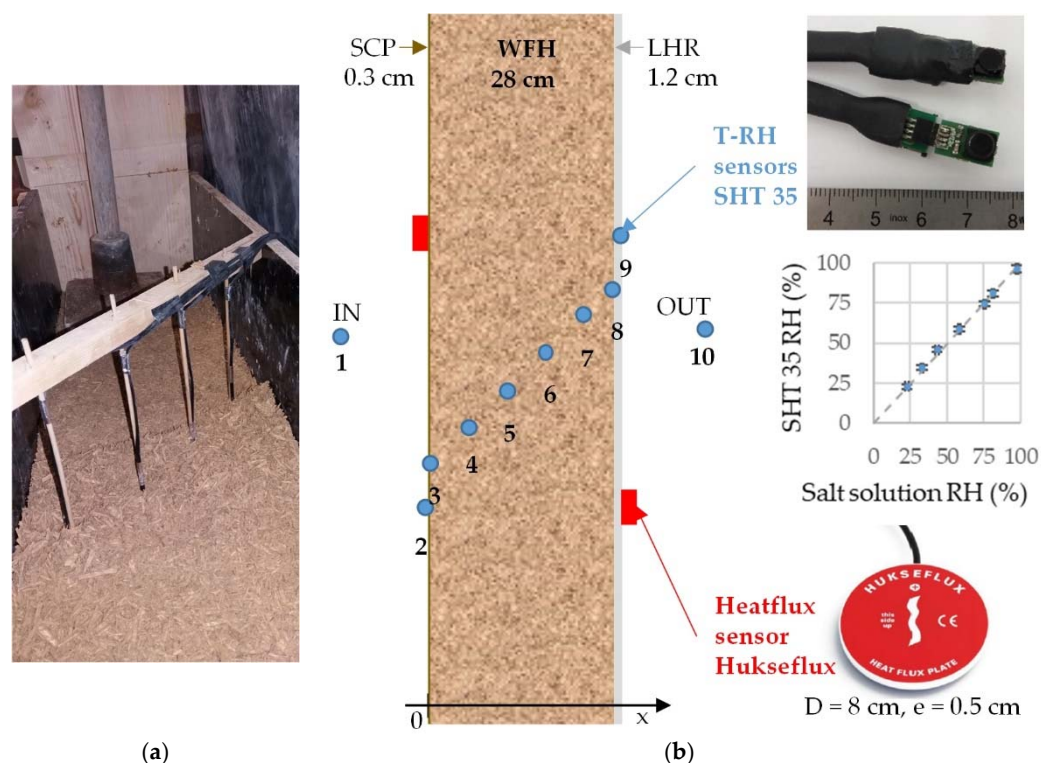 SCP
0.3 cm
WFH
28 cm
LHR
1.2 cm
T-RH
sensors
SHT 35
IN
1
2
3
4
5
6
7
8
9
OUT
10
Heatflux
sensor
Hukseflux
0
x
4 5 inox 6 7 8
SHT 35 RH (%)
100
75
50
25
0
0 25 50 75 100
Salt solution RH (%)
HUKSEFLUX
this
side
up
CE
HEAT FLUX PLATE
D = 8 cm, e = 0.5 cm
(a)
(b)